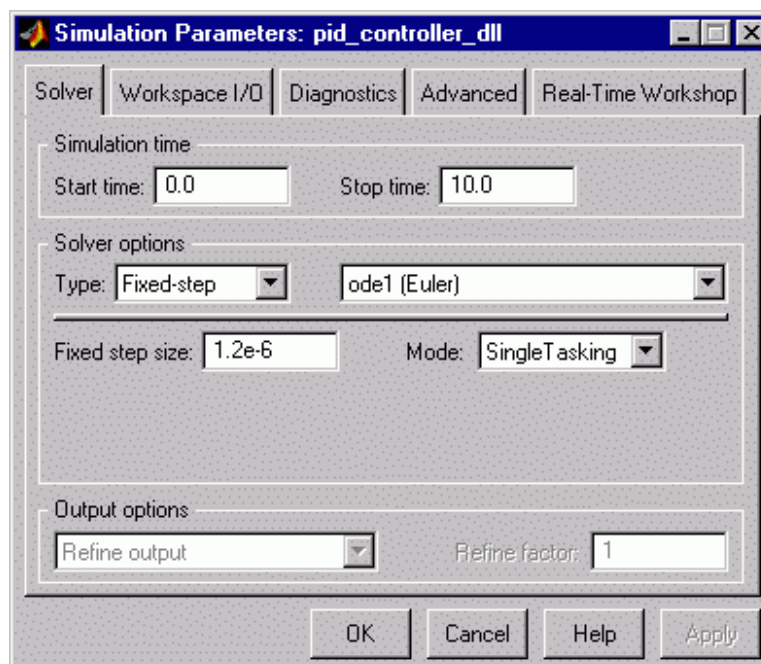 Simulation Parameters: pid_controller_dll
Solver Workspace I/O Diagnostics Advanced Real-Time Workshop
Simulation time
Start time: 0.0 Stop time: 10.0
Solver options
Type: Fixed-step ode1 (Euler)
Fixed step size: 1.2e-6 Mode: SingleTasking
Output options
Refine output Refine factor: 1
OK Cancel Help Apply